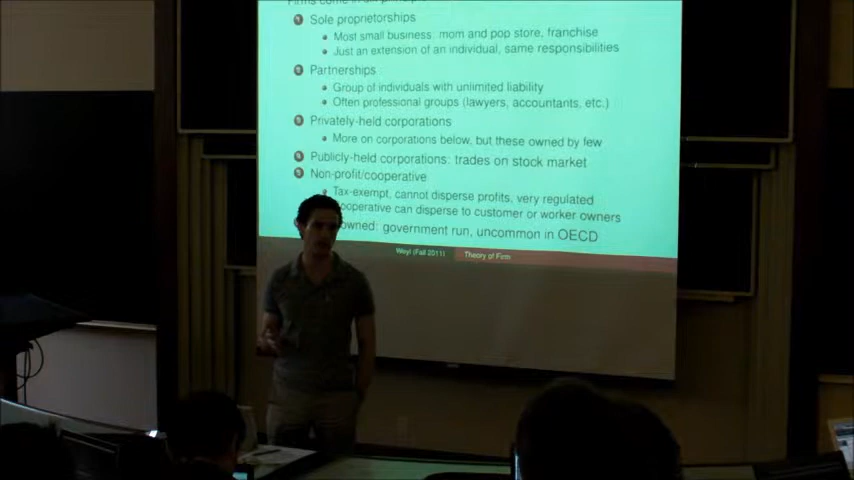 Firms come in six
Sole proprietorships
Most small business: mom and pop store, franchise
Just an extension of an individual, same responsibilities
Partnerships
Group of individuals with unlimited liability
Often professional groups (lawyers, accountants, etc.)
Privately-held corporations
More on corporations below, but these owned by few
Publicly-held corporations: trades on stock market
Non-profit/cooperative
Tax-exempt, cannot disperse profits, very regulated
Cooperative can disperse to customer or worker owners
owned: government run, uncommon in OECD
Weyl (Fall 2011)
Theory of Firm